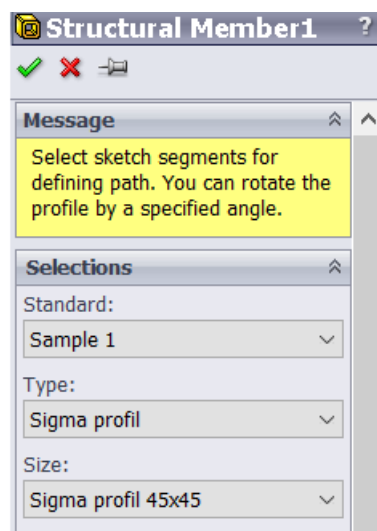 Structural Member1 ?
Message
Select sketch segments for
defining path. You can rotate the
profile by a specified angle.
Selections
Standard:
Sample 1
Type:
Sigma profil
Size:
Sigma profil 45x45